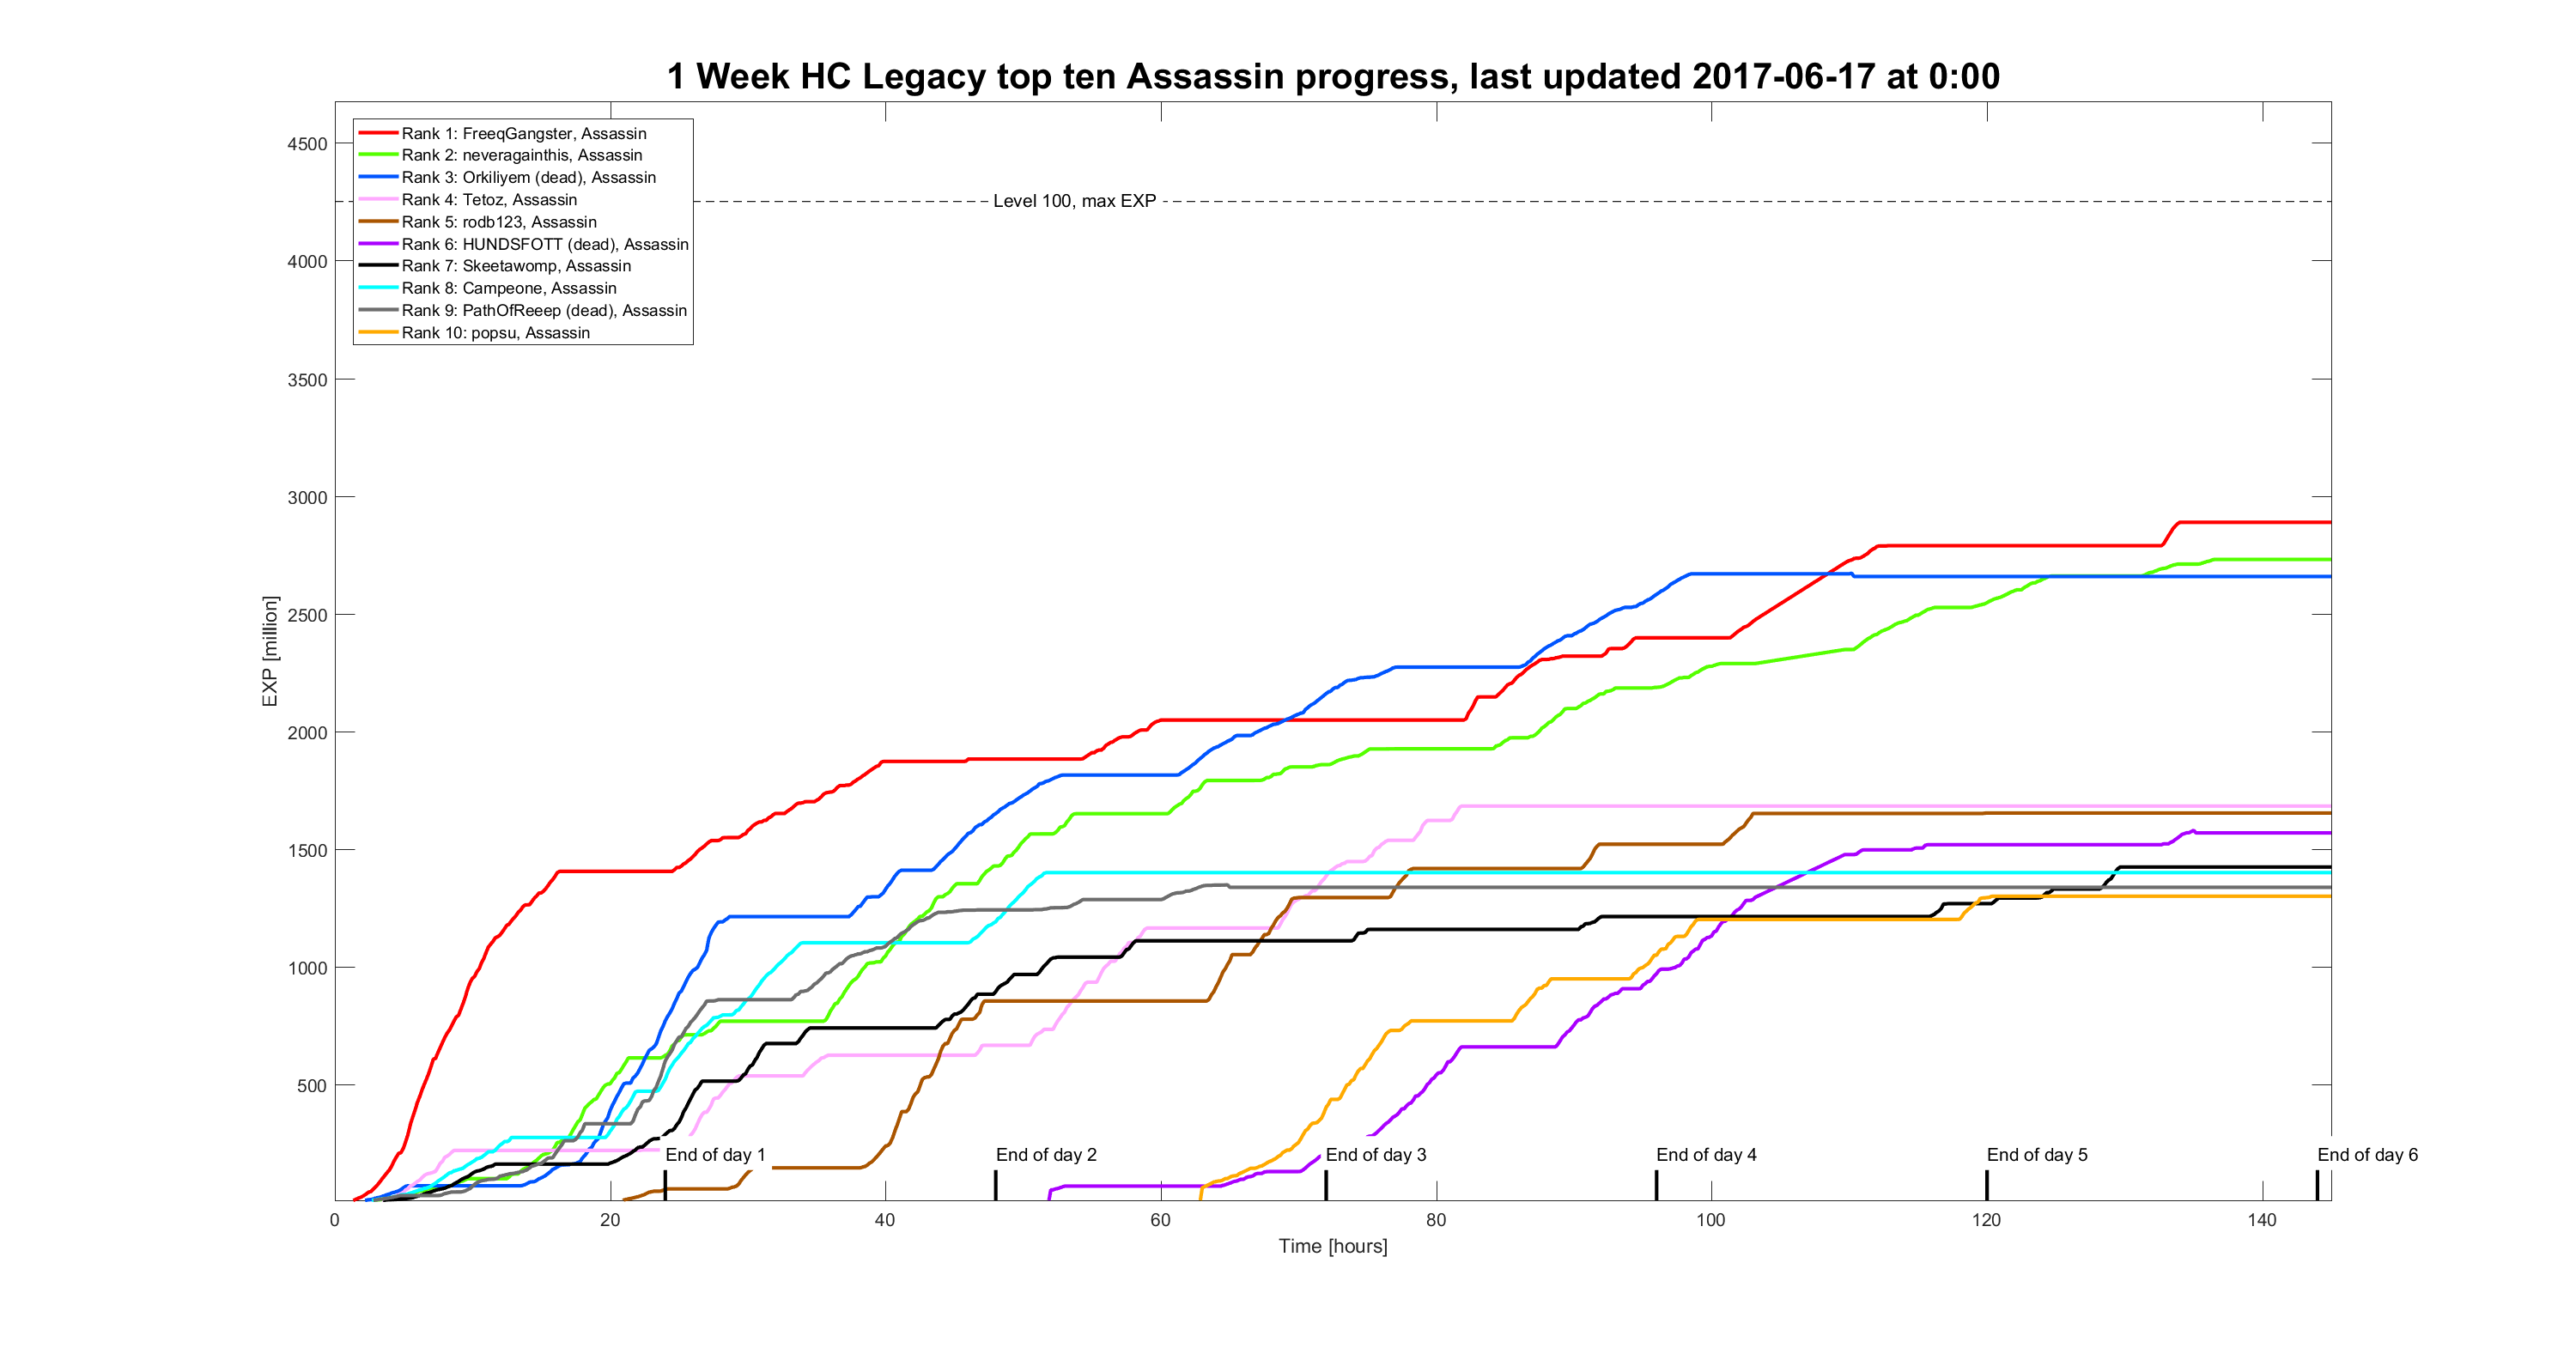 1 Week HC Legacy top ten Assassin progress, last updated 2017-06-17 at 0:00
Rank 1: FreeqGangster, Assassin
Rank 2: neveragainthis, Assassin
Rank 3: Orkiliyem (dead), Assassin
Rank 4: Tetoz, Assassin
Rank 5: rodb123, Assassin
Rank 6: HUNDSFOTT (dead), Assassin
Rank 7: Skeetawomp, Assassin
Rank 8: Campeone, Assassin
Rank 9: PathOfReeep (dead), Assassin
Rank 10: popsu, Assassin
Level 100, max EXP
4500
4000
3500
3000
2500
2000
1500
1000
500
EXP [million]
End of day 1
End of day 2
End of day 3
End of day 4
End of day 5
End of day 6
0
20
40
60
80
100
120
140
Time [hours]